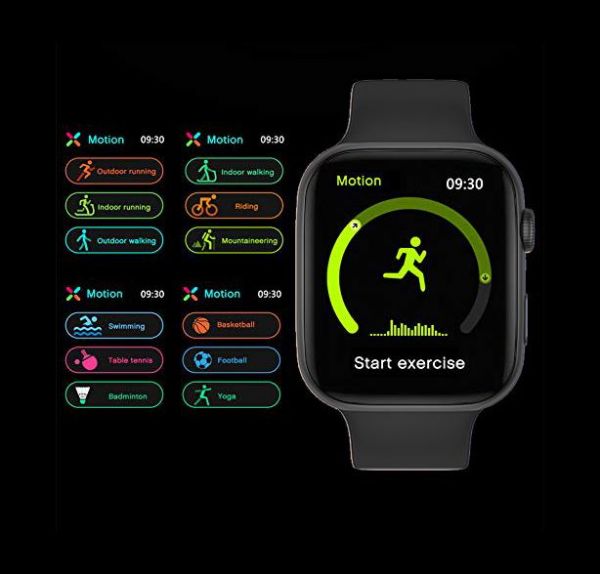 Motion 09:30
Outdoor running
Indoor running
Outdoor walking
Motion 09:30
Indoor walking
Riding
Mountaineering
Motion 09:30
Swimming
Table tennis
Badminton
Motion 09:30
Basketball
Football
Yoga
Motion 09:30
Start exercise